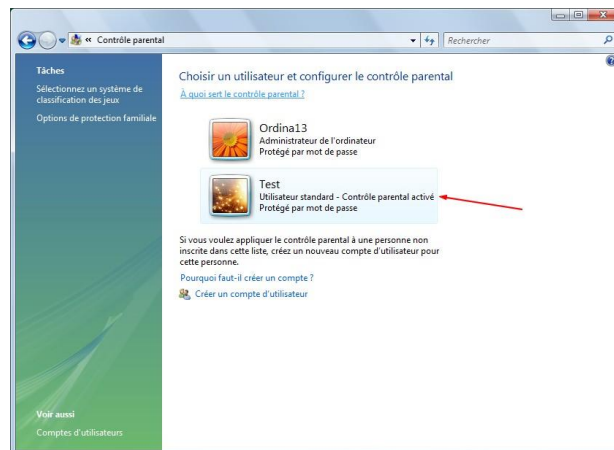 « Contrôle parental
Rechercher
Tâches
Sélectionnez un système de
classification des jeux
Options de protection familiale
Choisir un utilisateur et configurer le contrôle parental
À quoi sert le contrôle parental ?
Ordina13
Administrateur de l'ordinateur
Protégé par mot de passe
Test
Utilisateur standard - Contrôle parental activé
Protégé par mot de passe
Si vous voulez appliquer le contrôle parental à une personne non
inscrite dans cette liste, créez un nouveau compte d'utilisateur pour
cette personne.
Pourquoi faut-il créer un compte ?
Créer un compte d'utilisateur
Voir aussi
Comptes d'utilisateurs